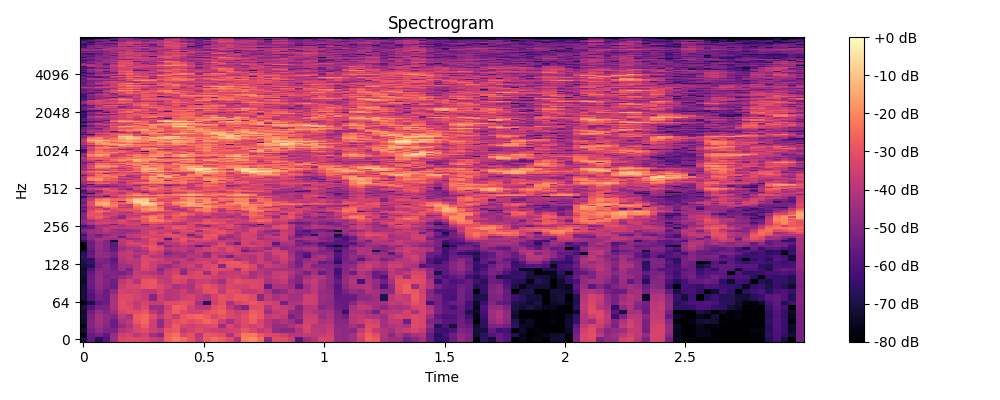 Spectrogram
Hz
4096
2048
1024
512
256
128
64
0
0
0.5
1
1.5
2
2.5
Time
+0 dB
-10 dB
-20 dB
-30 dB
-40 dB
-50 dB
-60 dB
-70 dB
-80 dB